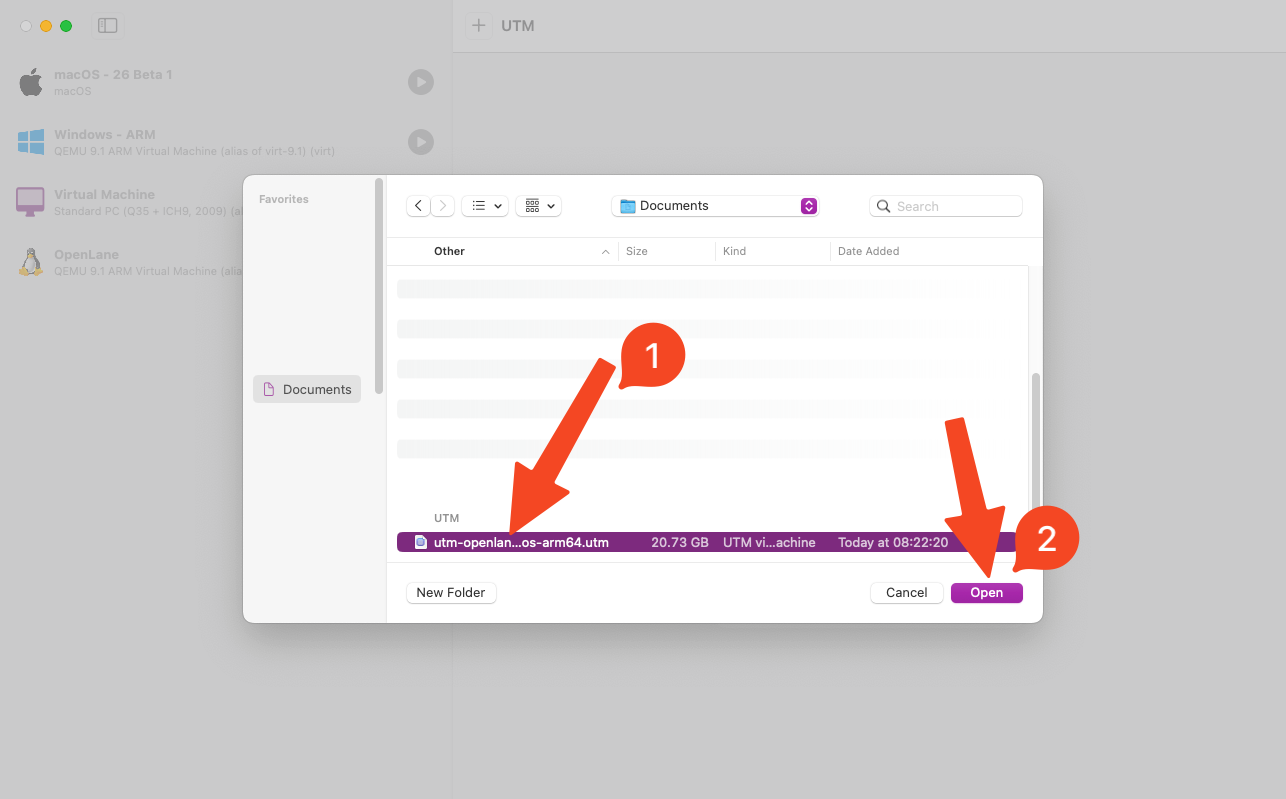 UTM
macOS - 26 Beta 1
macOS
Windows - ARM
QEMU 9.1 ARM Virtual Machine (alias of virt-9.1) (virt)
Virtual Machine
Standard PC (Q35 + ICH9, 2009) (al
OpenLane
QEMU 9.1 ARM Virtual Machine (alia
Favorites
Documents
Documents
Search
Other Size Kind Date Added
1
UTM
utm-openlan...os-arm64.utm 20.73 GB UTM vi...achine Today at 08:22:20
2
New Folder Cancel Open